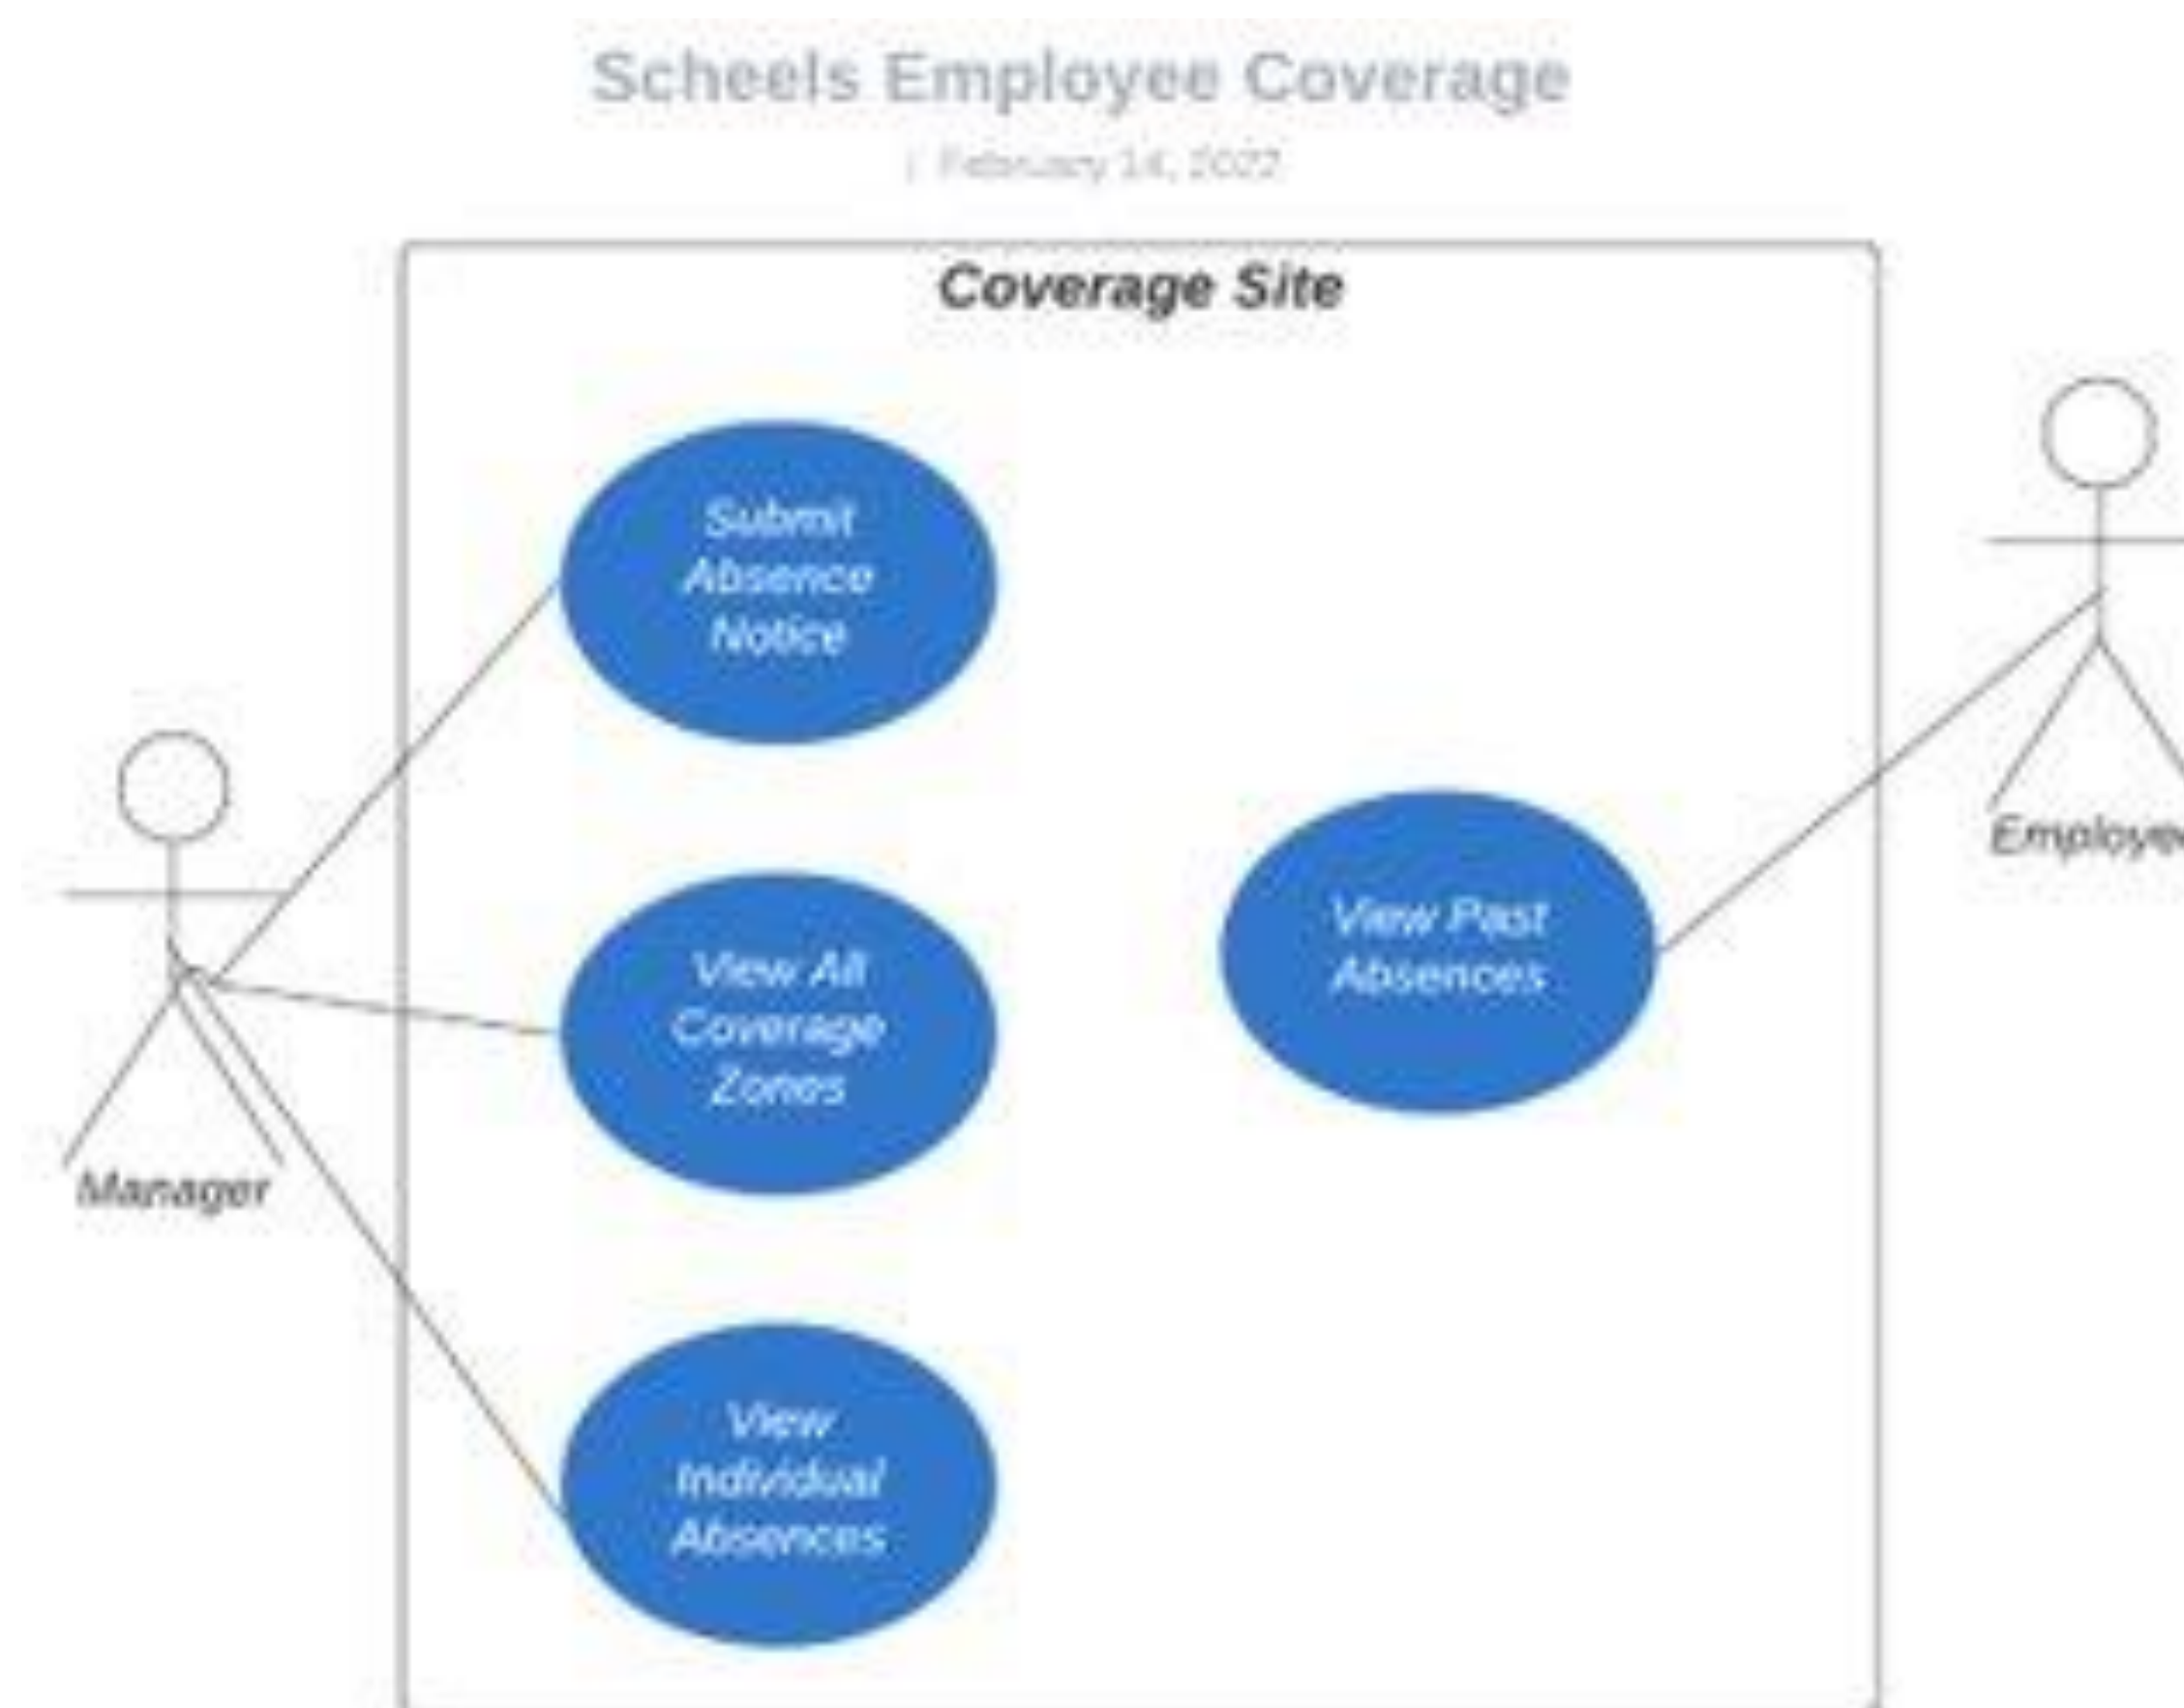 Scheels Employee Coverage
| February 14, 2022
Coverage Site
Submit
Absence
Notice
View All
Coverage
Zones
View
Individual
Absences
View Past
Absences
Manager
Employee